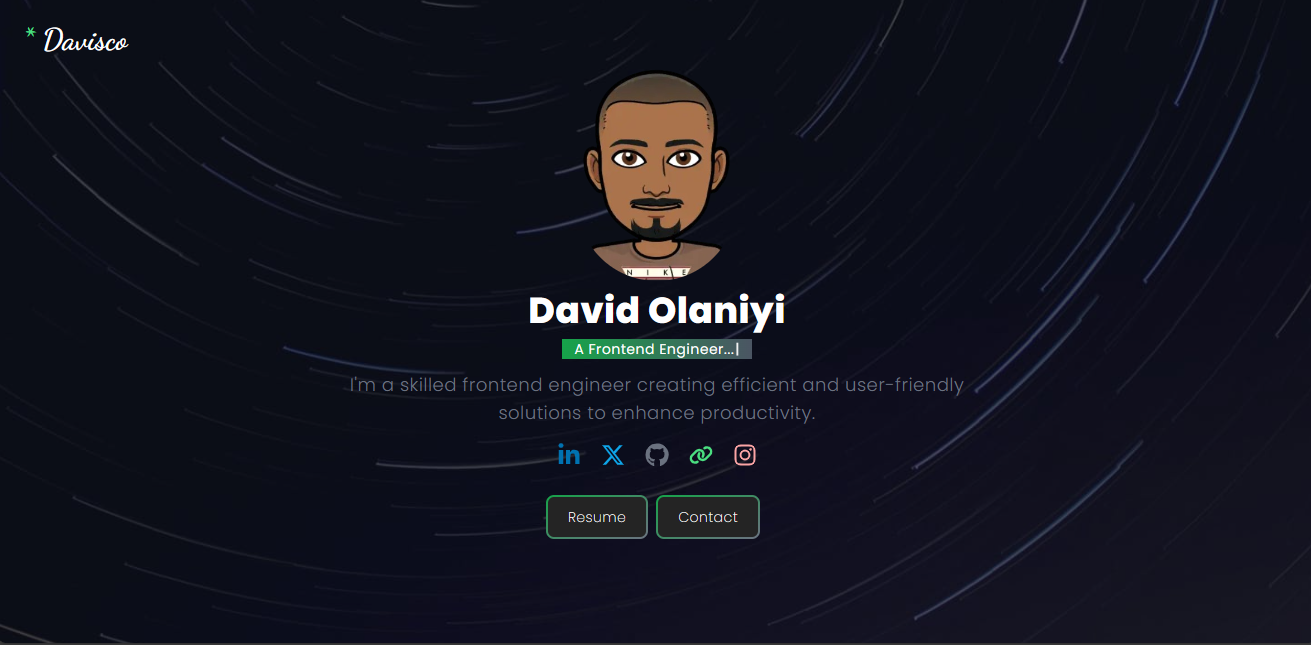 * Davisco
NIKE
David Olaniyi
A Frontend Engineer...|
I'm a skilled frontend engineer creating efficient and user-friendly
solutions to enhance productivity.
in
Resume
Contact